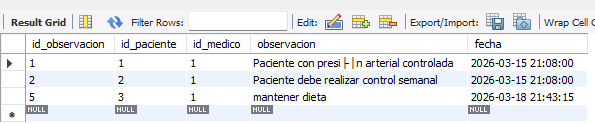 Result Grid Filter Rows: Edit: Export/Import: Wrap Cell C
id_observacion id_paciente id_medico observacion fecha
1 1 1 Paciente con presi├│n arterial controlada 2026-03-15 21:08:00
2 2 1 Paciente debe realizar control semanal 2026-03-15 21:08:00
5 3 1 mantener dieta 2026-03-18 21:43:15
NULL NULL NULL NULL NULL